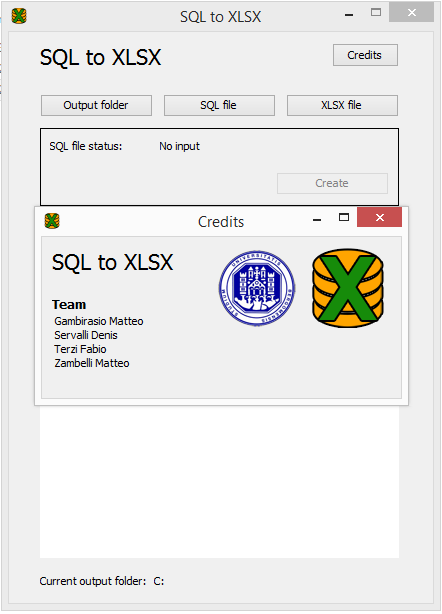 SQL to XLSX
SQL to XLSX
Credits
Output folder
SQL file
XLSX file
SQL file status:
No input
Create
Credits
SQL to XLSX
Team
Gambirasio Matteo
Servalli Denis
Terzi Fabio
Zambelli Matteo
Current output folder: C: